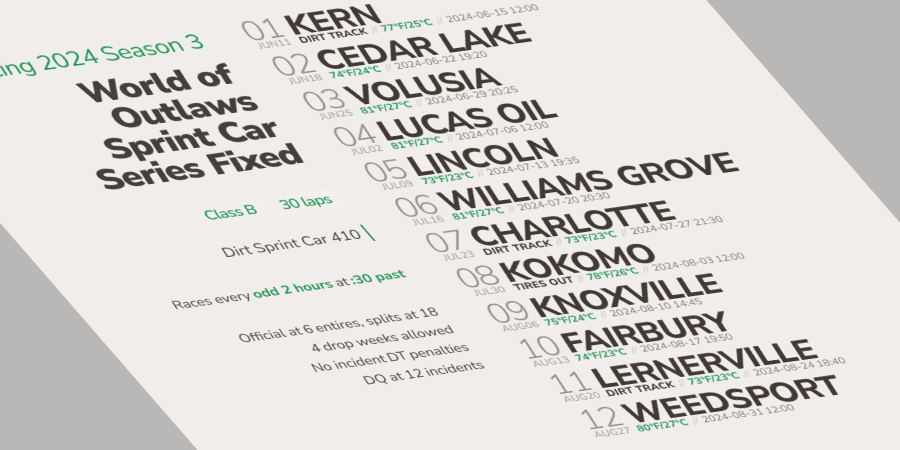 ing 2024 Season 3
World of
Outlaws
Sprint Car
Series Fixed
Class B 30 laps
Dirt Sprint Car 410
Races every odd 2 hours at :30 past
Official at 6 entires, splits at 18
4 drop weeks allowed
No incident DT penalties
DQ at 12 incidents
01 KERN
JUN11 DIRT TRACK // 77°F/25°C // 2024-06-15 12:00
02 CEDAR LAKE
JUN18 74°F/24°C // 2024-06-22 19:20
03 VOLUSIA
JUN25 81°F/27°C // 2024-06-29 20:25
04 LUCAS OIL
JUL02 81°F/27°C // 2024-07-06 12:00
05 LINCOLN
JUL09 73°F/23°C // 2024-07-13 19:35
06 WILLIAMS GROVE
JUL16 81°F/27°C // 2024-07-20 20:30
07 CHARLOTTE
JUL23 DIRT TRACK // 73°F/23°C // 2024-07-27 21:30
08 KOKOMO
JUL30 TIRES OUT // 78°F/26°C // 2024-08-03 12:00
09 KNOXVILLE
AUG06 75°F/24°C // 2024-08-10 14:45
10 FAIRBURY
AUG13 74°F/23°C // 2024-08-17 19:50
11 LERNERVILLE
AUG20 DIRT TRACK // 73°F/23°C // 2024-08-24 18:40
12 WEEDSPORT
AUG27 80°F/27°C // 2024-08-31 12:00